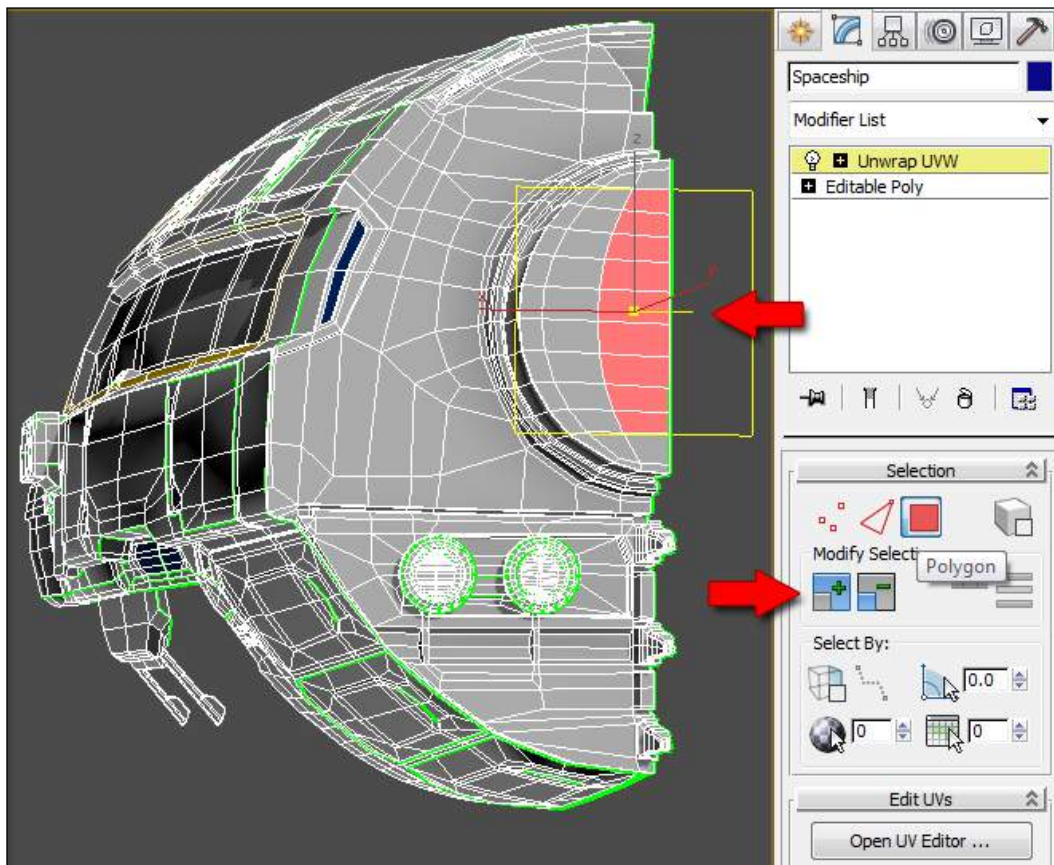 Spaceship
Modifier List
Unwrap UVW
Editable Poly
z
Selection
Modify Selecti
Polygon
Select By:
0.0
0
0
Edit UVs
Open UV Editor ...